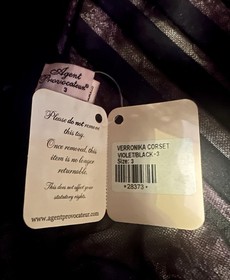 Agent
Provocateur
3
Please do not remove
this tag.
Once removed, this
item is no longer
returnable.
This does not affect your
statutory rights.
www.agentprovocateur.com
VERRONIKA CORSET
VIOLET/BLACK -3
Size: 3
*28373*